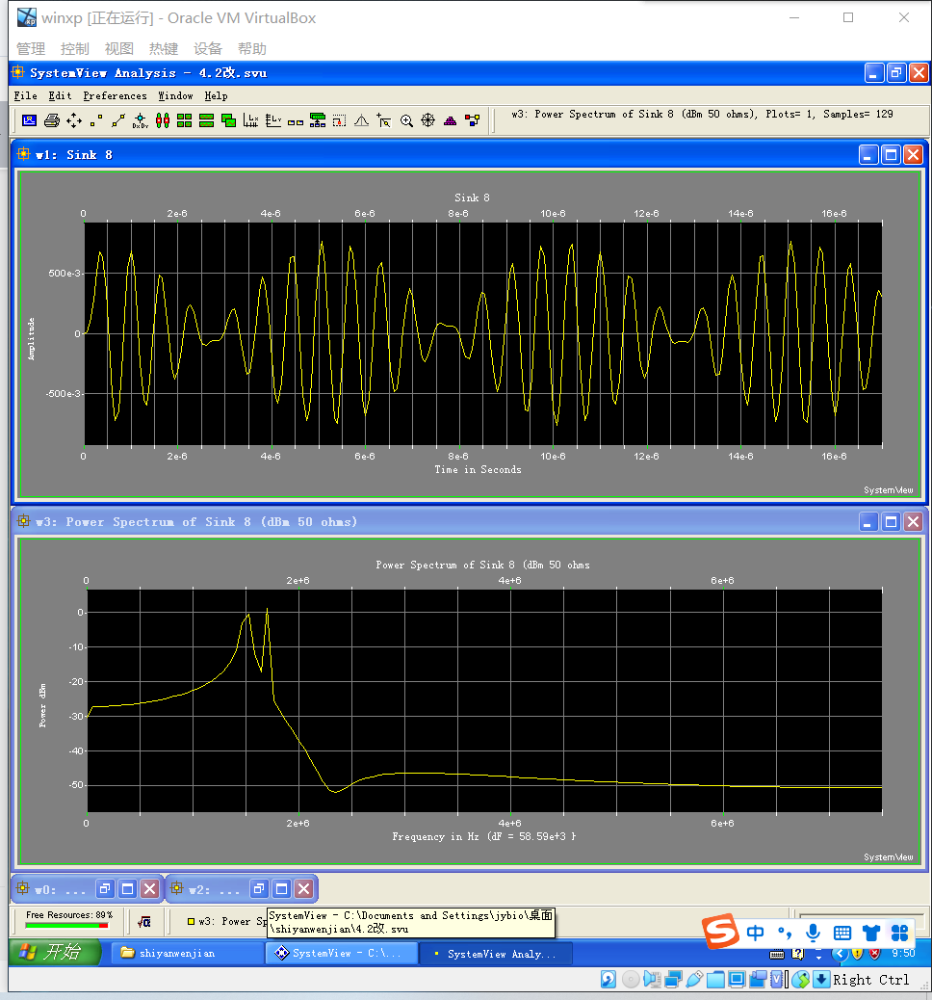 winxp [正在运行] - Oracle VM VirtualBox
管理 控制 视图 热键 设备 帮助
SystemView Analysis - 4.2改.svu
File Edit Preferences Window Help
w3: Power Spectrum of Sink 8 (dBm 50 ohms), Plots= 1, Samples= 129
w1: Sink 8
Sink 8
0 2e-6 4e-6 6e-6 8e-6 10e-6 12e-6 14e-6 16e-6
500e-3
0
-500e-3
Amplitude
0 2e-6 4e-6 6e-6 8e-6 10e-6 12e-6 14e-6 16e-6
Time in Seconds
SystemView
w3: Power Spectrum of Sink 8 (dBm 50 ohms)
Power Spectrum of Sink 8 (dBm 50 ohms
0 2e+6 4e+6 6e+6
0
-10
-20
-30
-40
-50
Power dBm
0 2e+6 4e+6 6e+6
Frequency in Hz (dF = 58.59e+3 )
SystemView
w0: ... w2: ...
Free Resources: 89%
w3: Power Sp
SystemView - C:\Documents and Settings\jybio\桌面
\shiyanwenjian\4.2改.svu
中
开始 shiyanwenjian SystemView - C:\... SystemView Analy... 9:50
Right Ctrl